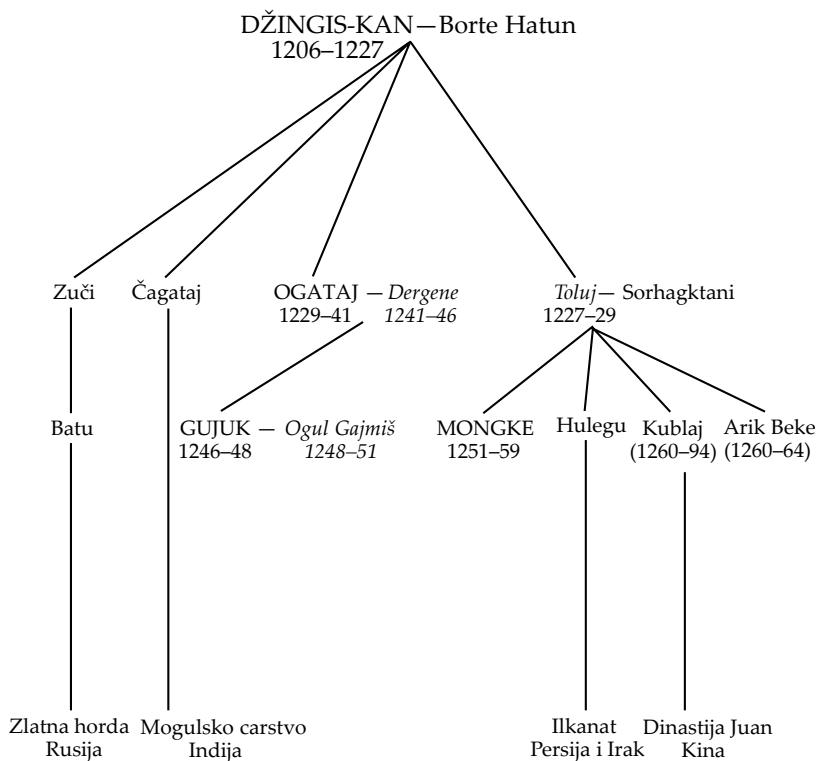 DŽINGIS-KAN—Borte Hatun
1206–1227
Zuči Čagataj OGATAJ — Dergene Toluj— Sorhagktani
1229–41 1241–46 1227–29
Batu GUJUK — Ogul Gajmiš MONGKE Hulegu Kublaj Arik Beke
1246–48 1248–51 1251–59 (1260–94) (1260–64)
Zlatna horda Mogulsko carstvo Ilkanat Dinastija Juan
Rusija Indija Persija i Irak Kina